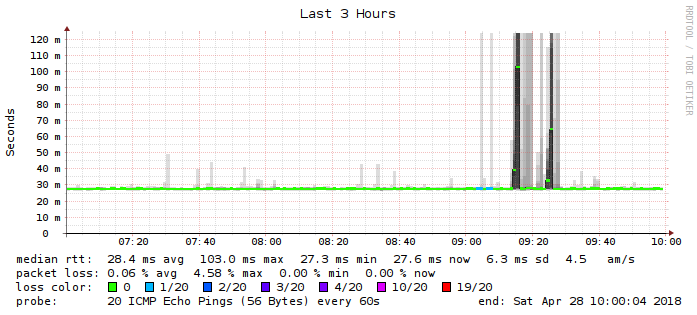 Last 3 Hours
RRDTOOL / TOBI OETIKER
Seconds
120 m
110 m
100 m
90 m
80 m
70 m
60 m
50 m
40 m
30 m
20 m
10 m
0
07:20 07:40 08:00 08:20 08:40 09:00 09:20 09:40 10:00
median rtt: 28.4 ms avg 103.0 ms max 27.3 ms min 27.6 ms now 6.3 ms sd 4.5 am/s
packet loss: 0.06 % avg 4.58 % max 0.00 % min 0.00 % now
loss color: 0 1/20 2/20 3/20 4/20 10/20 19/20
probe: 20 ICMP Echo Pings (56 Bytes) every 60s end: Sat Apr 28 10:00:04 2018